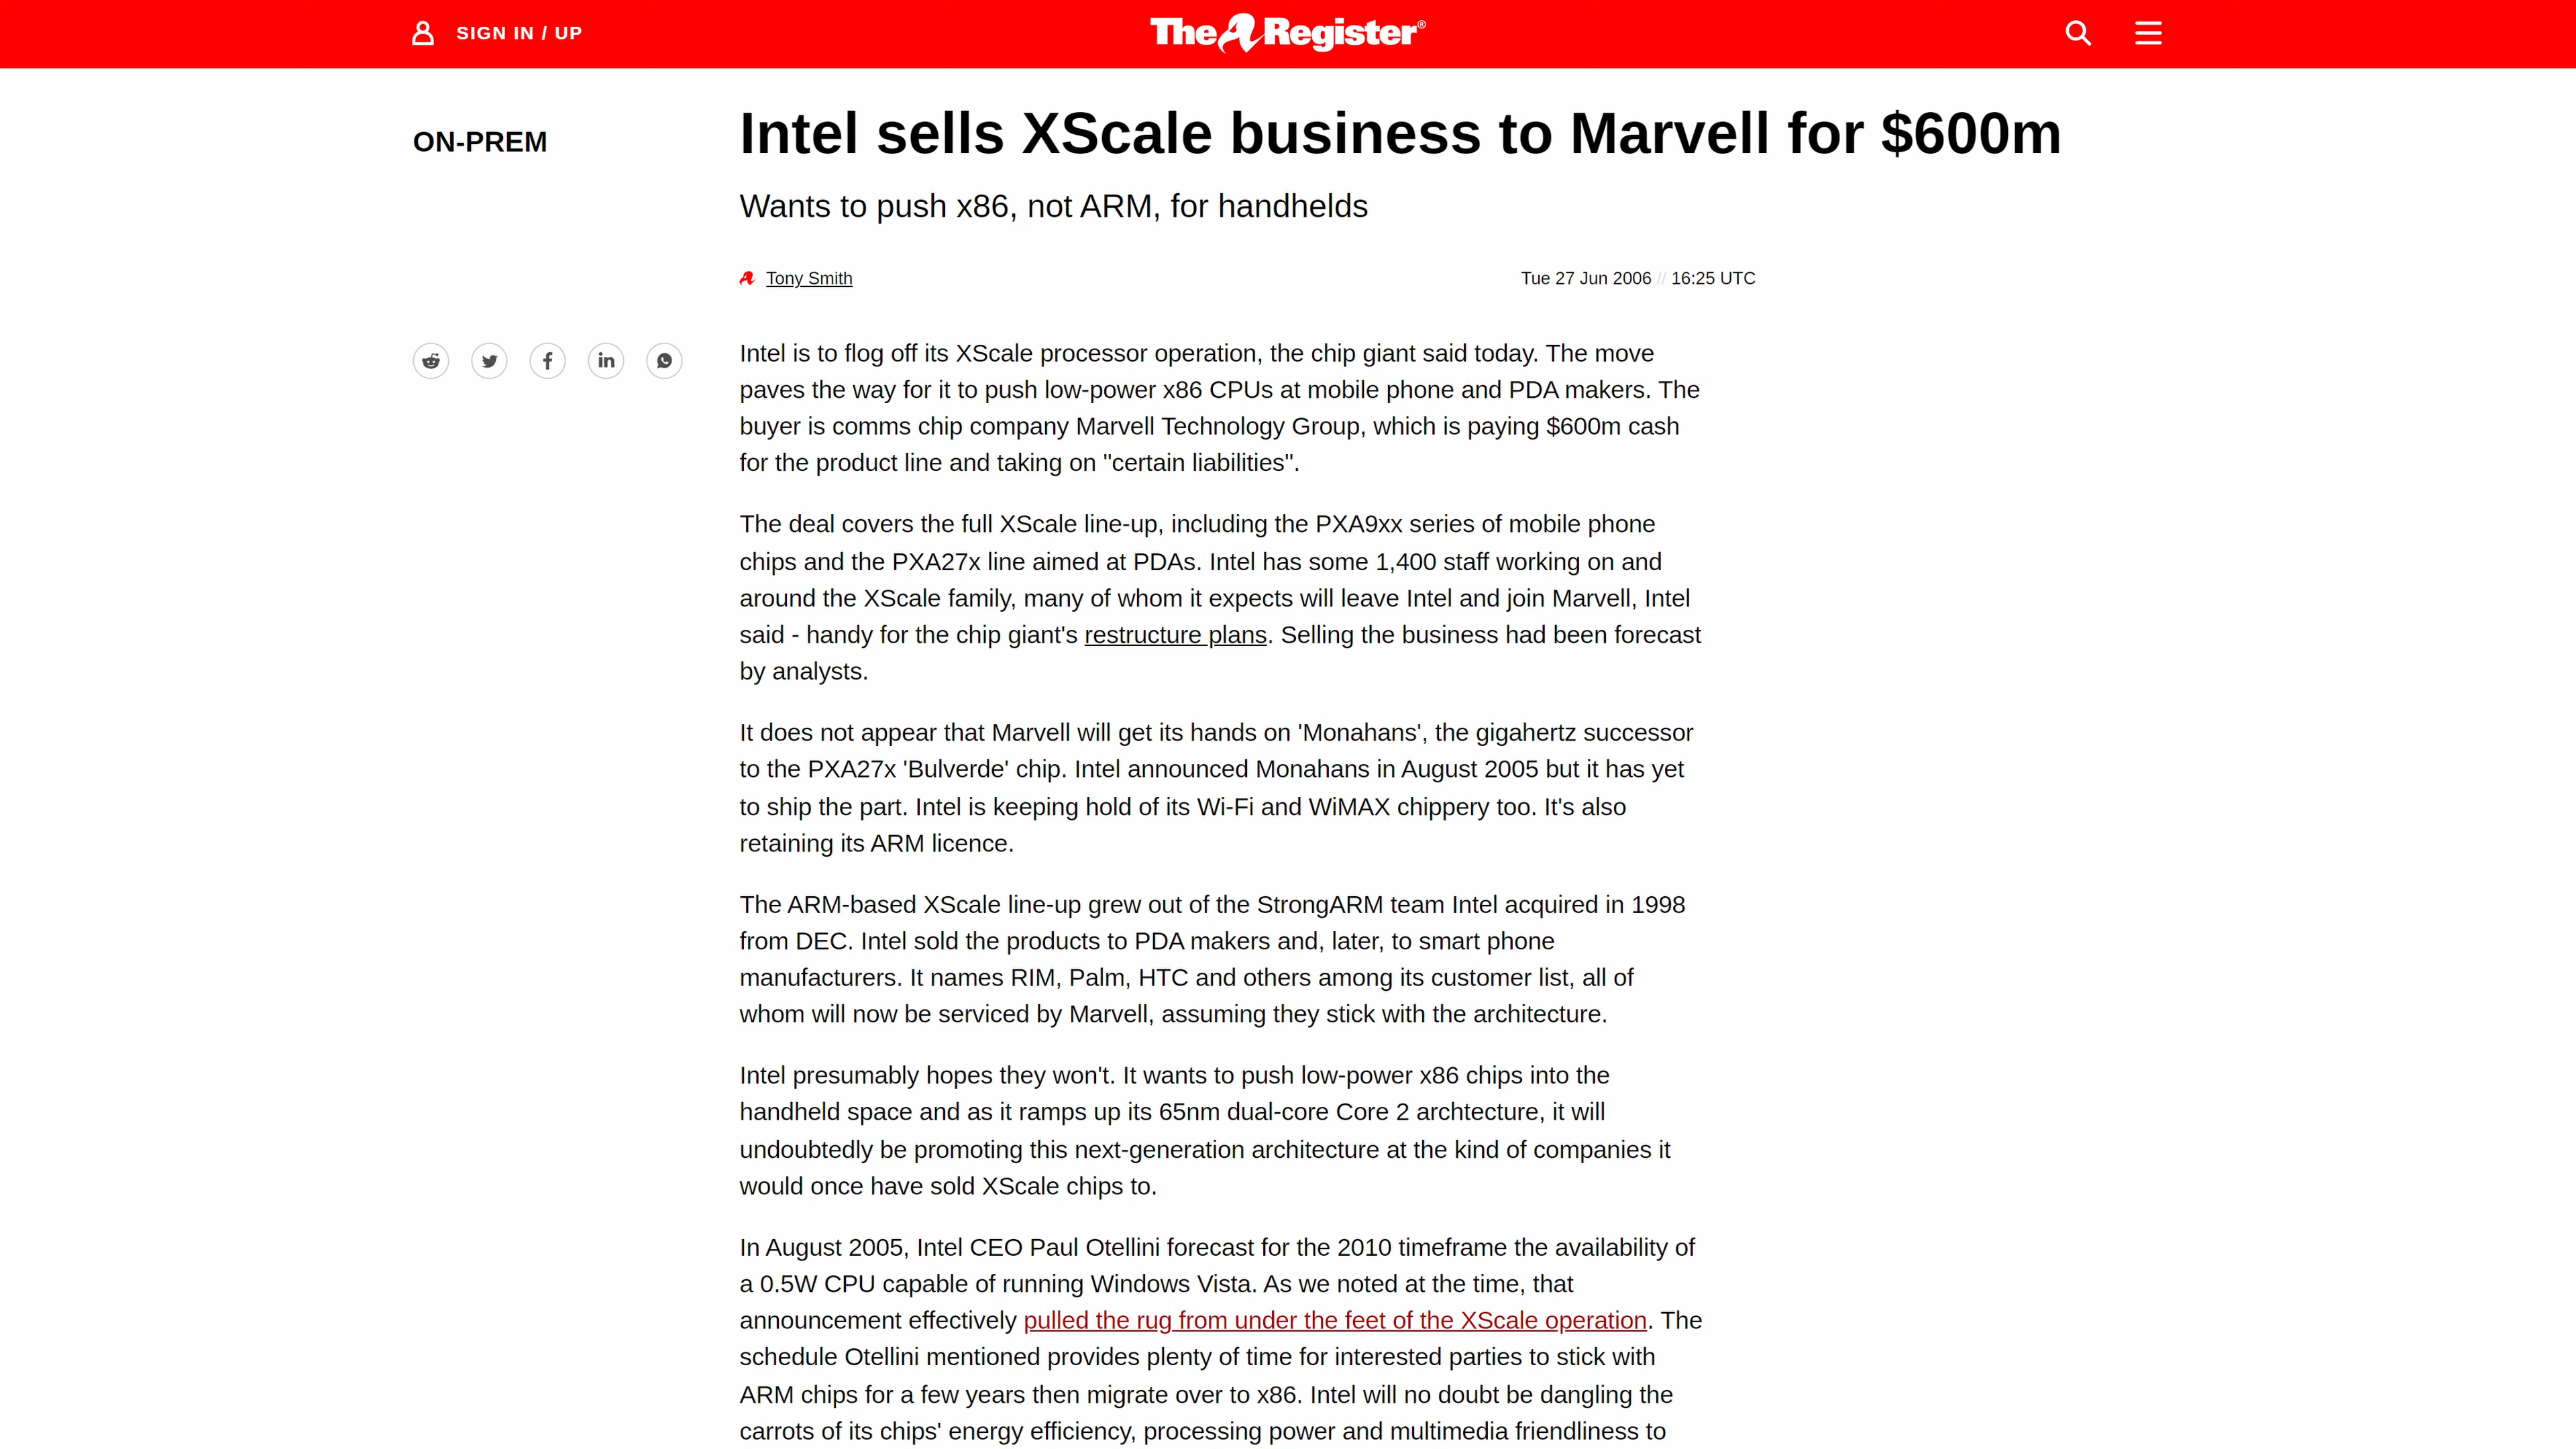 SIGN IN / UP
The Register®
ON-PREM
Intel sells XScale business to Marvell for $600m
Wants to push x86, not ARM, for handhelds
Tony Smith
Tue 27 Jun 2006 // 16:25 UTC
Intel is to flog off its XScale processor operation, the chip giant said today. The move
paves the way for it to push low-power x86 CPUs at mobile phone and PDA makers. The
buyer is comms chip company Marvell Technology Group, which is paying $600m cash
for the product line and taking on "certain liabilities".
The deal covers the full XScale line-up, including the PXA9xx series of mobile phone
chips and the PXA27x line aimed at PDAs. Intel has some 1,400 staff working on and
around the XScale family, many of whom it expects will leave Intel and join Marvell, Intel
said - handy for the chip giant's restructure plans. Selling the business had been forecast
by analysts.
It does not appear that Marvell will get its hands on 'Monahans', the gigahertz successor
to the PXA27x 'Bulverde' chip. Intel announced Monahans in August 2005 but it has yet
to ship the part. Intel is keeping hold of its Wi-Fi and WiMAX chippery too. It's also
retaining its ARM licence.
The ARM-based XScale line-up grew out of the StrongARM team Intel acquired in 1998
from DEC. Intel sold the products to PDA makers and, later, to smart phone
manufacturers. It names RIM, Palm, HTC and others among its customer list, all of
whom will now be serviced by Marvell, assuming they stick with the architecture.
Intel presumably hopes they won't. It wants to push low-power x86 chips into the
handheld space and as it ramps up its 65nm dual-core Core 2 archtecture, it will
undoubtedly be promoting this next-generation architecture at the kind of companies it
would once have sold XScale chips to.
In August 2005, Intel CEO Paul Otellini forecast for the 2010 timeframe the availability of
a 0.5W CPU capable of running Windows Vista. As we noted at the time, that
announcement effectively pulled the rug from under the feet of the XScale operation. The
schedule Otellini mentioned provides plenty of time for interested parties to stick with
ARM chips for a few years then migrate over to x86. Intel will no doubt be dangling the
carrots of its chips' energy efficiency, processing power and multimedia friendliness to